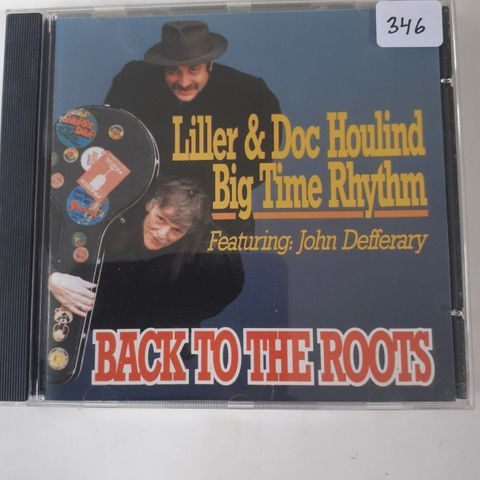 346
Liller & Doc Houlind
Big Time Rhythm
Featuring: John Defferary
BACK TO THE ROOTS